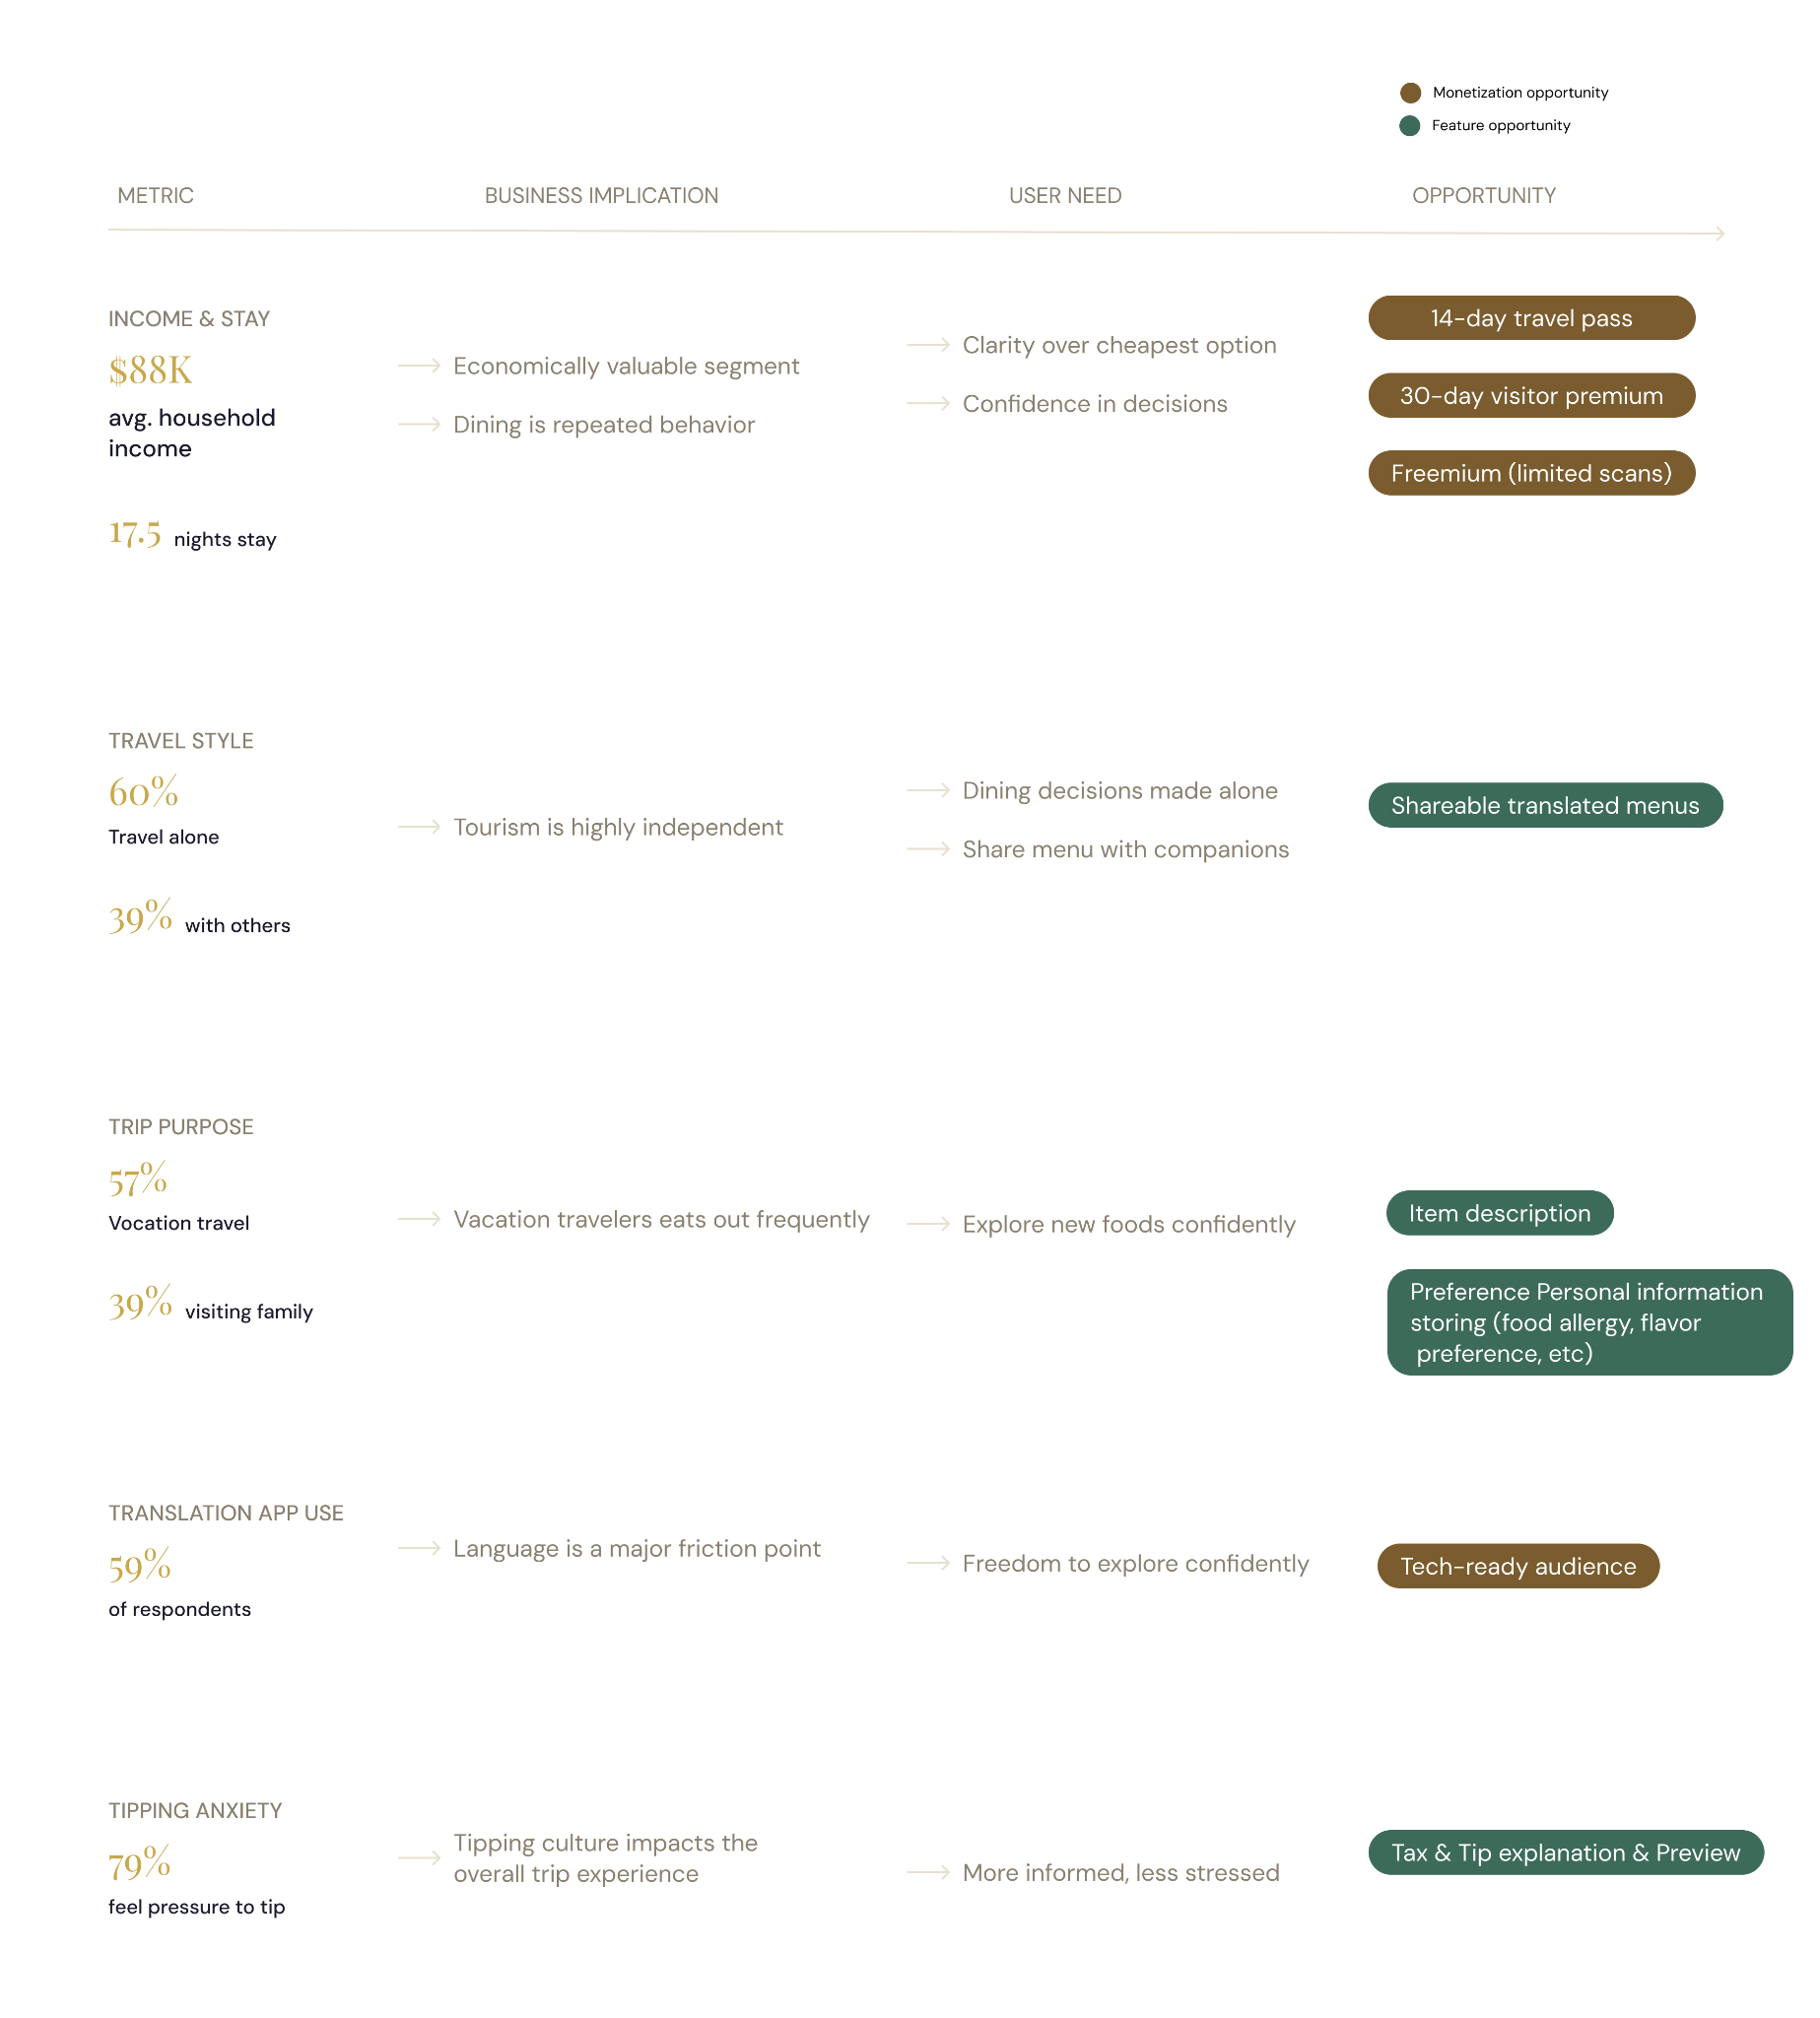 Monetization opportunity
Feature opportunity
METRIC
BUSINESS IMPLICATION
USER NEED
OPPORTUNITY
INCOME & STAY
$88K
avg. household
income
17.5 nights stay
Economically valuable segment
Dining is repeated behavior
Clarity over cheapest option
Confidence in decisions
14-day travel pass
30-day visitor premium
Freemium (limited scans)
TRAVEL STYLE
60%
Travel alone
39% with others
Tourism is highly independent
Dining decisions made alone
Share menu with companions
Shareable translated menus
TRIP PURPOSE
57%
Vocation travel
39% visiting family
Vacation travelers eats out frequently
Explore new foods confidently
Item description
Preference Personal information
storing (food allergy, flavor
preference, etc)
TRANSLATION APP USE
59%
of respondents
Language is a major friction point
Freedom to explore confidently
Tech-ready audience
TIPPING ANXIETY
79%
feel pressure to tip
Tipping culture impacts the
overall trip experience
More informed, less stressed
Tax & Tip explanation & Preview